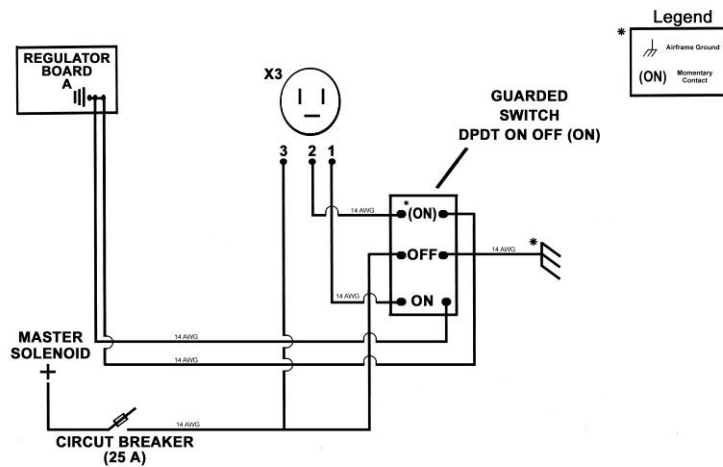 Legend
*
Airframe Ground
(ON) Momentary
Contact
REGULATOR
BOARD
A
X3
3 2 1
GUARDED
SWITCH
DPDT ON OFF (ON)
14 AWG
* (ON)
OFF
14 AWG
*
14 AWG
ON
14 AWG
14 AWG
MASTER
SOLENOID
+
14 AWG
CIRCUT BREAKER
(25 A)